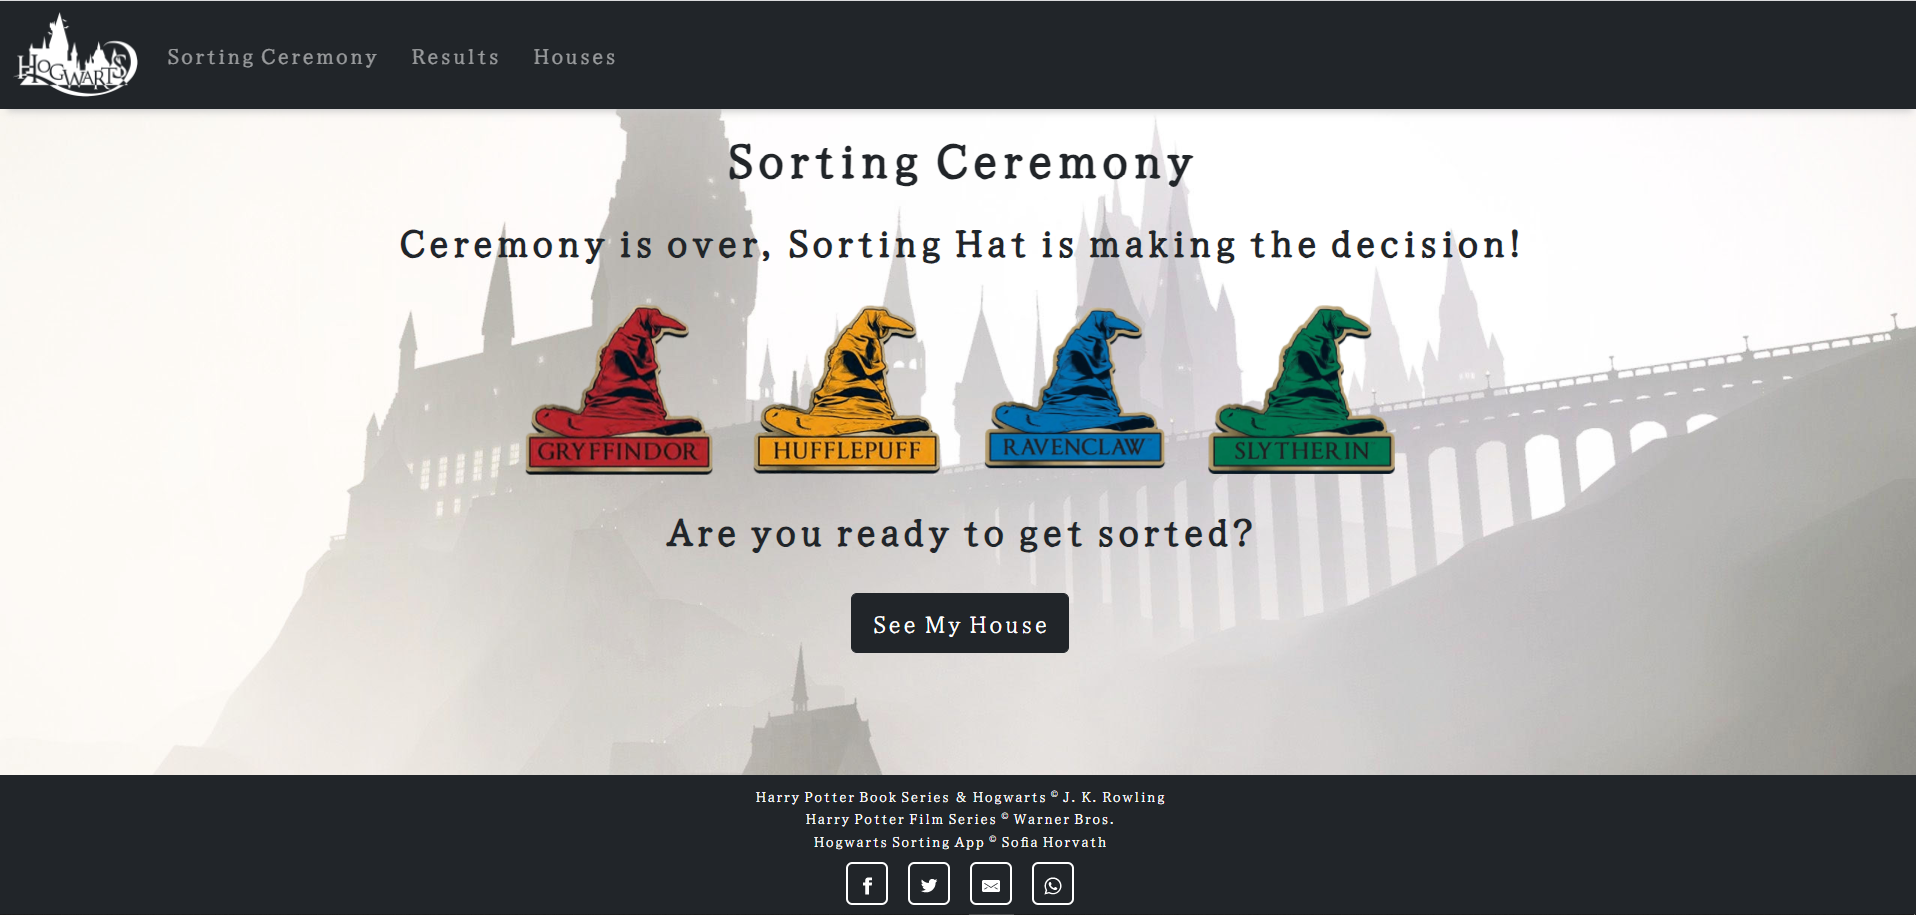 HOGWARTS
Sorting Ceremony Results Houses
Sorting Ceremony
Ceremony is over, Sorting Hat is making the decision!
GRYFFINDOR HUFFLEPUFF RAVENCLAW™ SLYTHERIN
Are you ready to get sorted?
See My House
Harry Potter Book Series & Hogwarts © J. K. Rowling
Harry Potter Film Series © Warner Bros.
Hogwarts Sorting App © Sofia Horvath